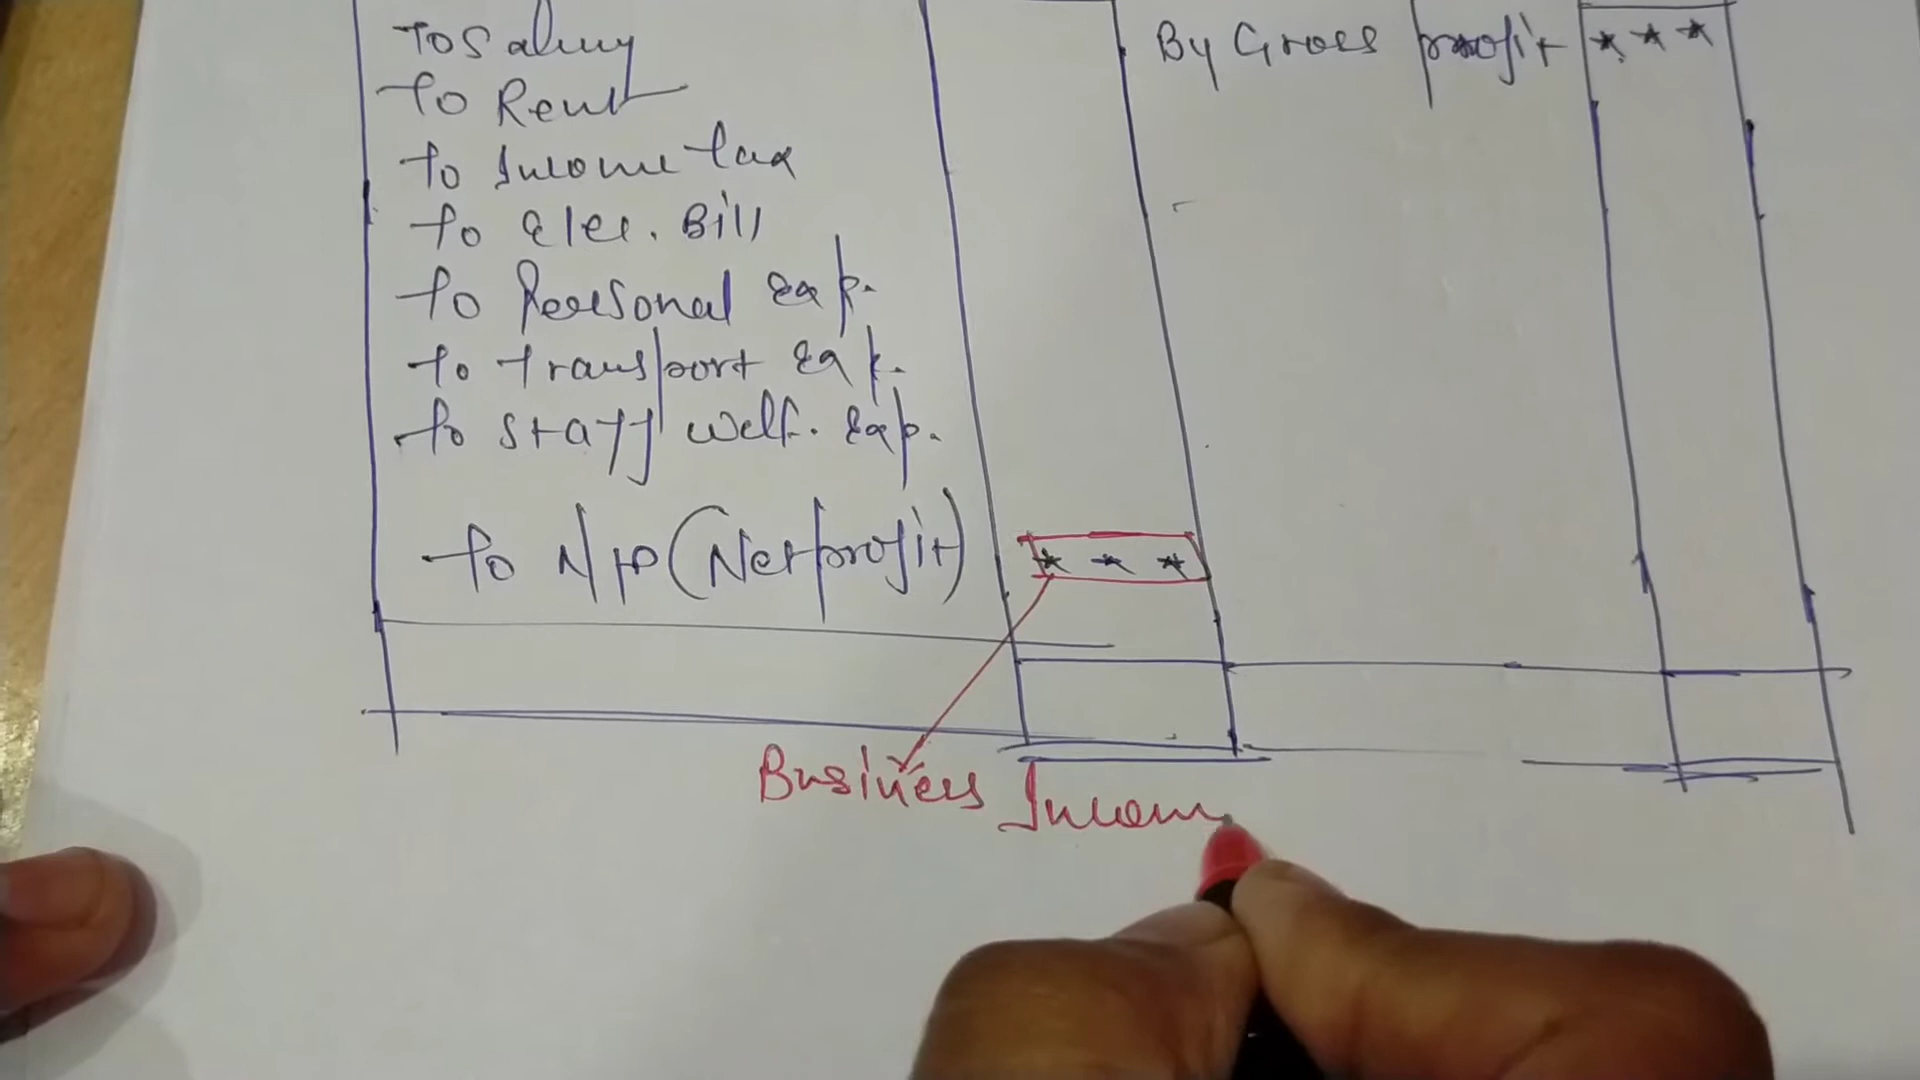 To Salary
By Gross profit ***
To Rent
To Income tax
To Elec. Bill
To Personal Exp.
To transport Exp.
To staff welf. Exp.
To N/P (Net profit) ***
Business Incom